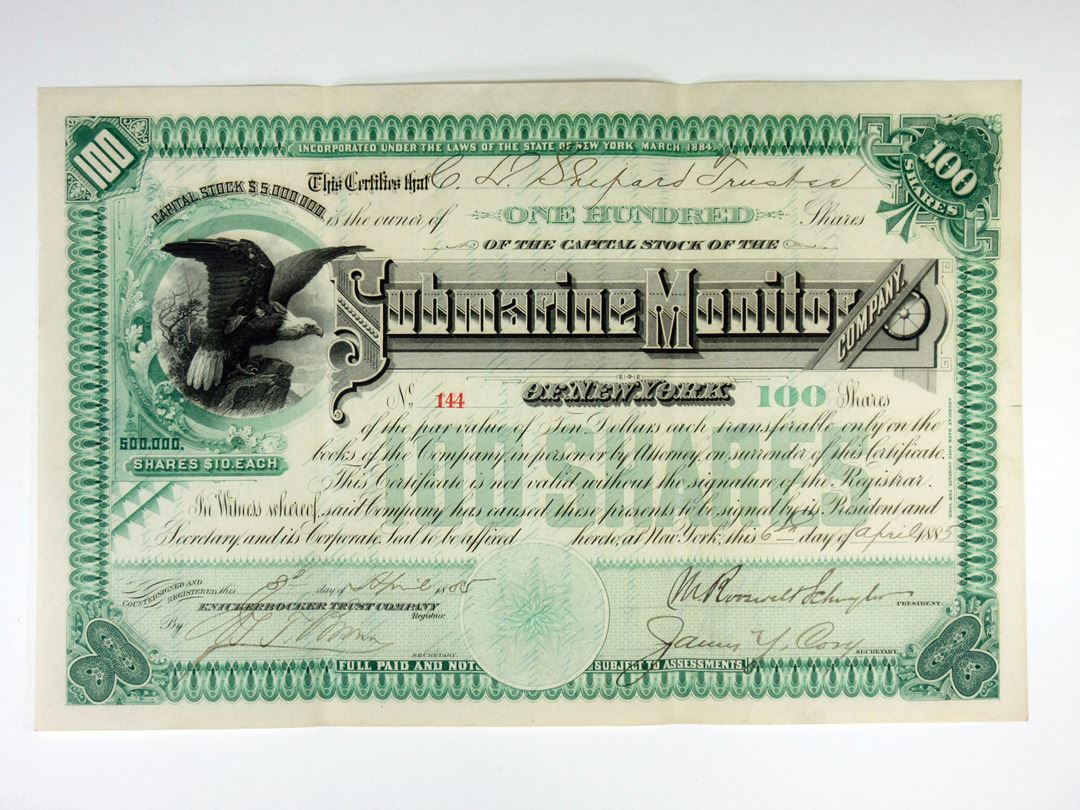 INCORPORATED UNDER THE LAWS OF THE STATE OF NEW YORK MARCH, 1884.
100
100 SHARES
CAPITAL STOCK $5,000,000.
This Certifies that C. D. Shepard Trustee
is the owner of ONE HUNDRED Shares
OF THE CAPITAL STOCK OF THE
Submarine Monitor COMPANY.
OF NEW YORK
No. 144 100 Shares
500,000.
SHARES $10. EACH
100 SHARES
of the par value of Ten Dollars each transferable only on the
books of the Company, in person or by Attorney, on surrender of this Certificate.
This Certificate is not valid without the signature of the Registrar.
In Witness whereof, said Company has caused these presents to be signed by its President and
Secretary, and its Corporate Seal to be affixed hereto, at New York, this 6th day of April 1885
COUNTERSIGNED AND
REGISTERED this 8 day of April 1885
KNICKERBOCKER TRUST COMPANY
Registrar
By
SECRETARY.
M Roosevelt Schuyler PRESIDENT.
James Y. SECRETARY.
FULL PAID AND NOT SUBJECT TO ASSESSMENTS